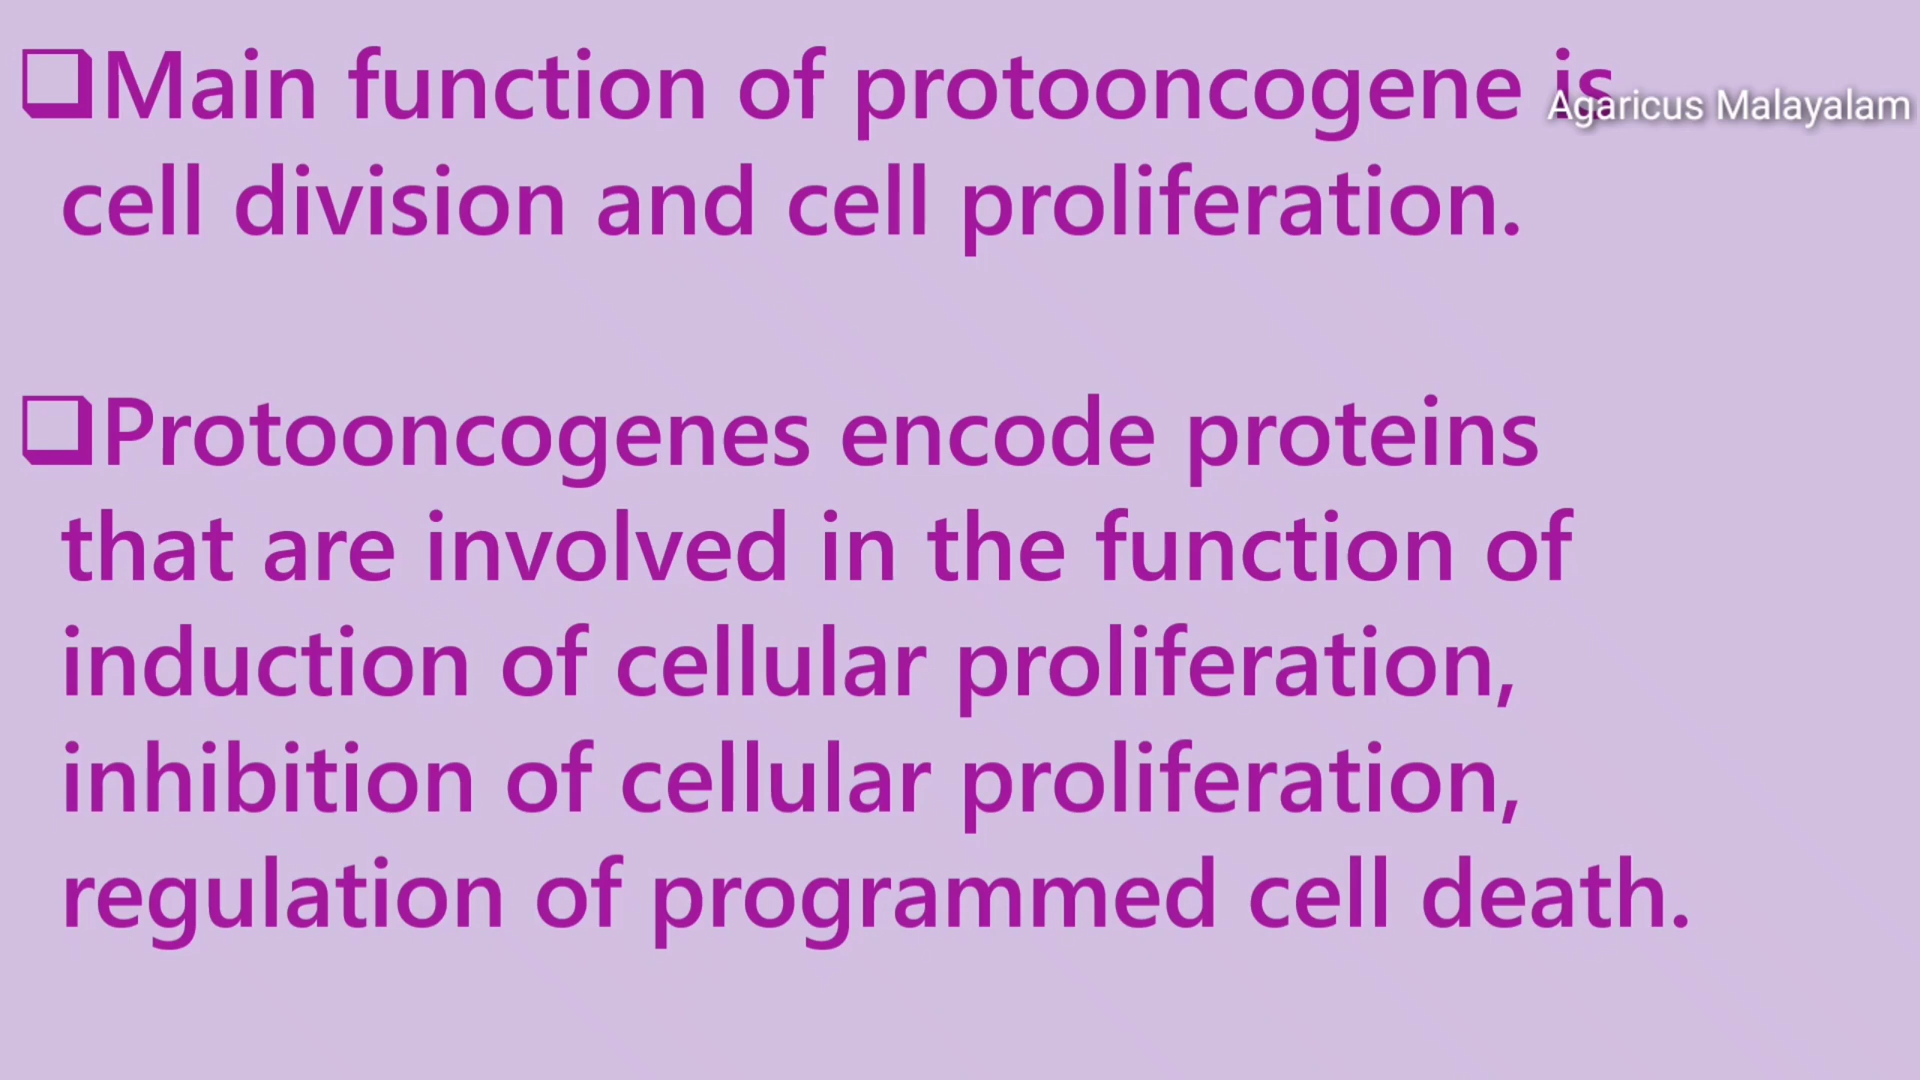 ❑Main function of protooncogene is
Agaricus Malayalam
cell division and cell proliferation.
❑Protooncogenes encode proteins
that are involved in the function of
induction of cellular proliferation,
inhibition of cellular proliferation,
regulation of programmed cell death.